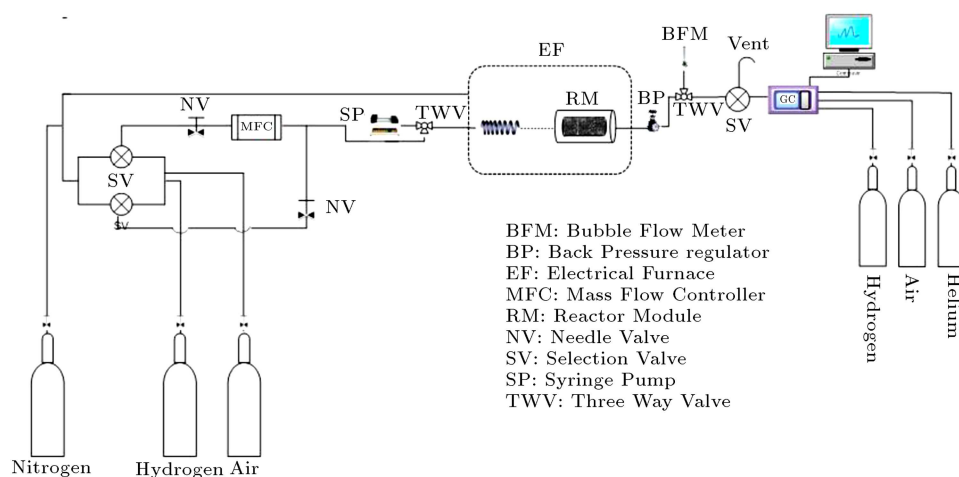 BFM
Vent
EF
NV
SP
TWV
RM
BP
TWV
SV
GC
MFC
SV
SV
NV
BFM: Bubble Flow Meter
BP: Back Pressure regulator
EF: Electrical Furnace
MFC: Mass Flow Controller
RM: Reactor Module
NV: Needle Valve
SV: Selection Valve
SP: Syringe Pump
TWV: Three Way Valve
Hydrogen
Air
Helium
Nitrogen
Hydrogen
Air